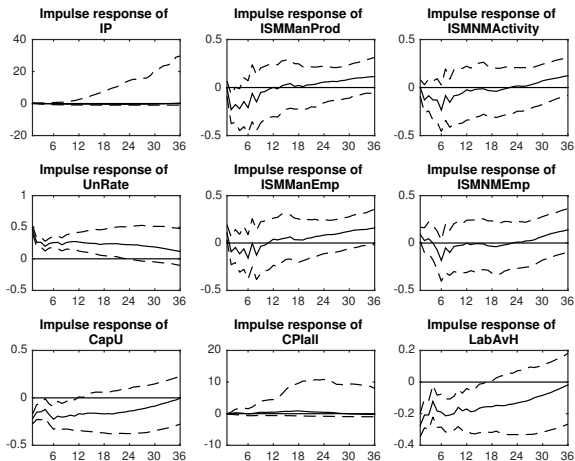 Impulse response of
IP
40
20
0
-20
6 12 18 24 30 36
Impulse response of
ISMManProd
0.5
0
-0.5
6 12 18 24 30 36
Impulse response of
ISMNMActivity
0.5
0
-0.5
6 12 18 24 30 36
Impulse response of
UnRate
1
0.5
0
-0.5
6 12 18 24 30 36
Impulse response of
ISMManEmp
0.5
0
-0.5
6 12 18 24 30 36
Impulse response of
ISMNMEmp
0.5
0
-0.5
6 12 18 24 30 36
Impulse response of
CapU
0.5
0
-0.5
6 12 18 24 30 36
Impulse response of
CPIall
20
10
0
-10
6 12 18 24 30 36
Impulse response of
LabAvH
0.2
0
-0.2
-0.4
6 12 18 24 30 36